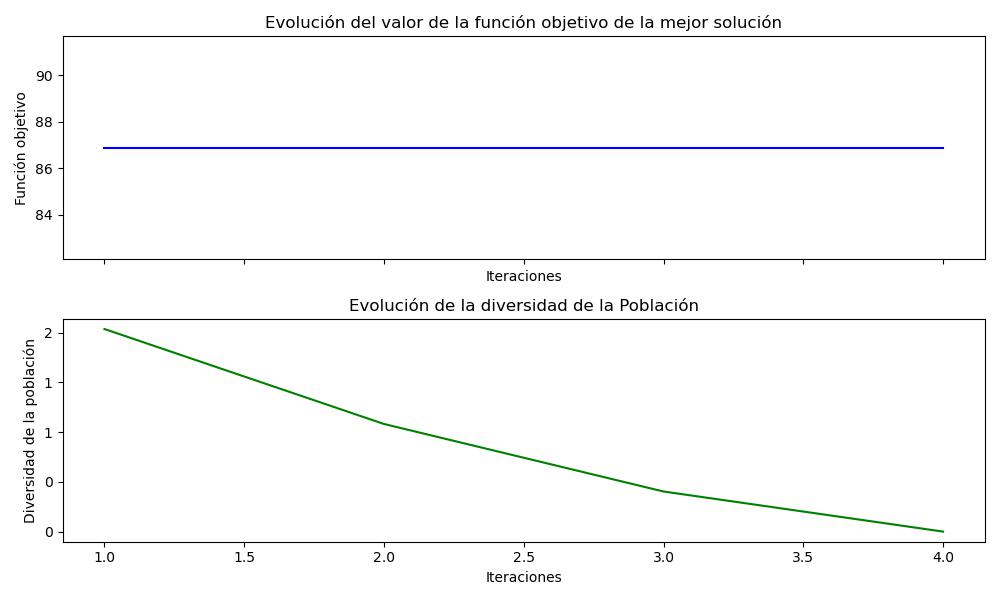 Evolución del valor de la función objetivo de la mejor solución
90
88
86
84
Función objetivo
Iteraciones
Evolución de la diversidad de la Población
2
1
1
0
0
Diversidad de la población
1.0 1.5 2.0 2.5 3.0 3.5 4.0
Iteraciones